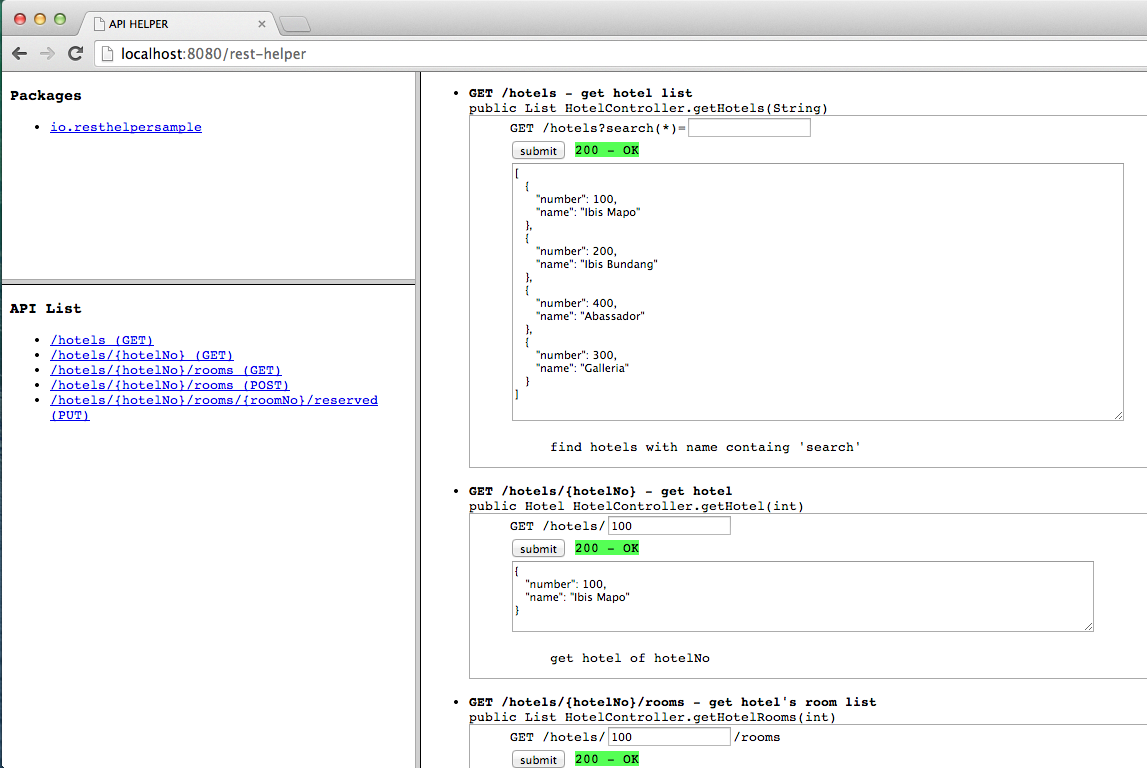 API HELPER
localhost:8080/rest-helper
Packages
io.resthelpersample
API List
/hotels (GET)
/hotels/{hotelNo} (GET)
/hotels/{hotelNo}/rooms (GET)
/hotels/{hotelNo}/rooms (POST)
/hotels/{hotelNo}/rooms/{roomNo}/reserved
(PUT)
GET /hotels - get hotel list
public List HotelController.getHotels(String)
GET /hotels?search(*)=
submit 200 - OK
[
{
"number": 100,
"name": "Ibis Mapo"
},
{
"number": 200,
"name": "Ibis Bundang"
},
{
"number": 400,
"name": "Abassador"
},
{
"number": 300,
"name": "Galleria"
}
]
find hotels with name containg 'search'
GET /hotels/{hotelNo} - get hotel
public Hotel HotelController.getHotel(int)
GET /hotels/ 100
submit 200 - OK
{
"number": 100,
"name": "Ibis Mapo"
}
get hotel of hotelNo
GET /hotels/{hotelNo}/rooms - get hotel's room list
public List HotelController.getHotelRooms(int)
GET /hotels/ 100 /rooms
submit 200 - OK